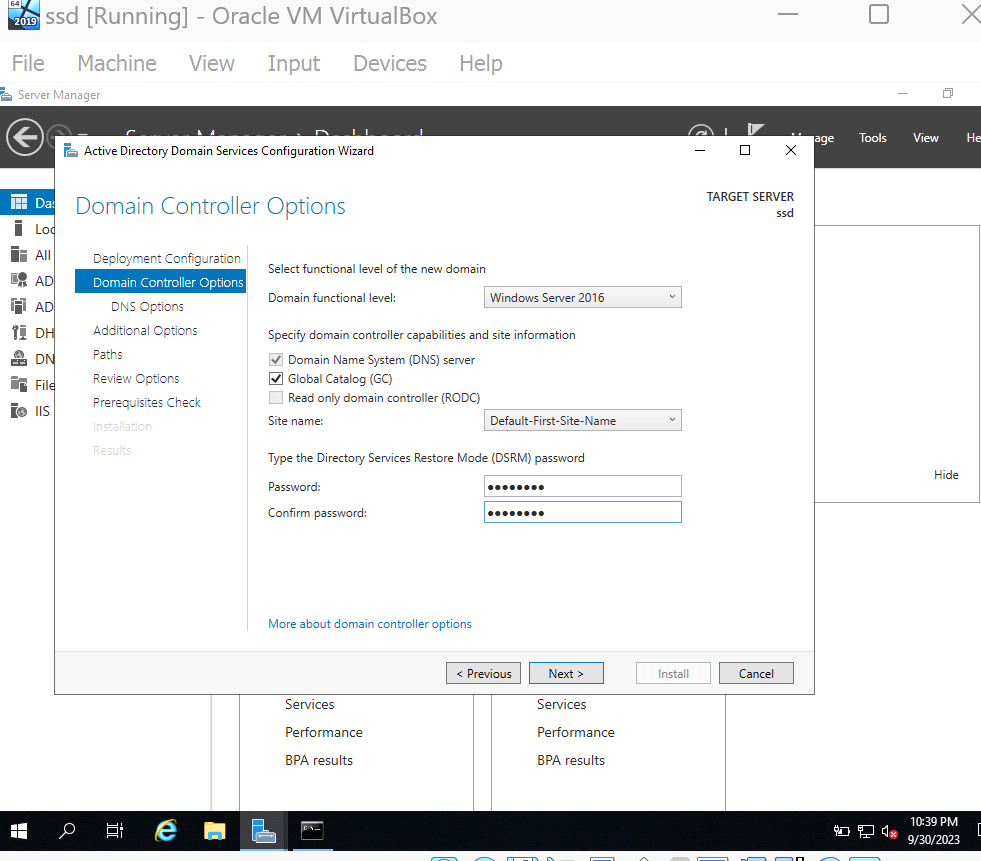 64
2019
ssd [Running] - Oracle VM VirtualBox
File Machine View Input Devices Help
Server Manager
Server Manager Dashboard
Tools View
Active Directory Domain Services Configuration Wizard
Domain Controller Options
TARGET SERVER
ssd
Deployment Configuration
Domain Controller Options
DNS Options
Additional Options
Paths
Review Options
Prerequisites Check
Installation
Results
Select functional level of the new domain
Domain functional level: Windows Server 2016
Specify domain controller capabilities and site information
Domain Name System (DNS) server
Global Catalog (GC)
Read only domain controller (RODC)
Site name: Default-First-Site-Name
Type the Directory Services Restore Mode (DSRM) password
Password: ●●●●●●●●
Confirm password: ●●●●●●●●
More about domain controller options
< Previous Next > Install Cancel
All
AD
AD
DH
DN
File
IIS
Hide
Services Services
Performance Performance
BPA results BPA results
10:39 PM
9/30/2023